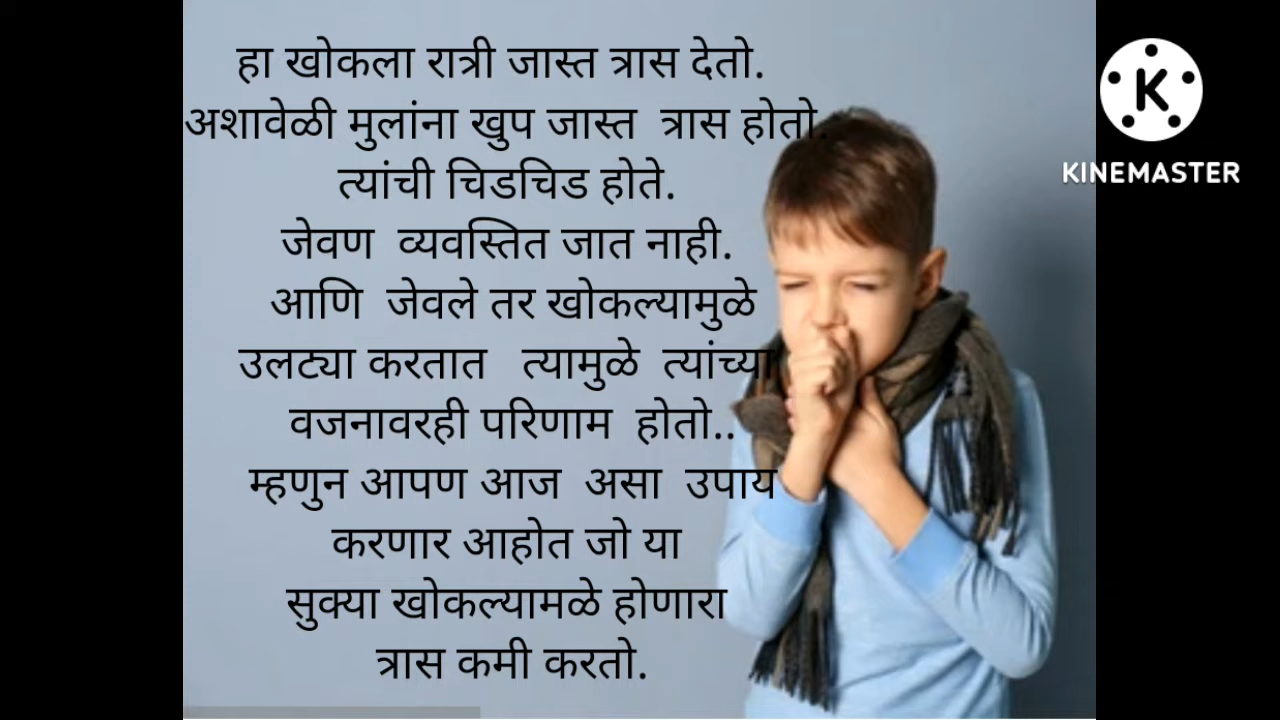 हा खोकला रात्री जास्त त्रास देतो.
अशावेळी मुलांना खुप जास्त त्रास होतो.
त्यांची चिडचिड होते.
जेवण व्यवस्तित जात नाही.
आणि जेवले तर खोकल्यामुळे
उलट्या करतात त्यामुळे त्यांच्या
वजनावरही परिणाम होतो..
म्हणुन आपण आज असा उपाय
करणार आहोत जो या
सुक्या खोकल्यामळे होणारा
त्रास कमी करतो.
K
KINEMASTER